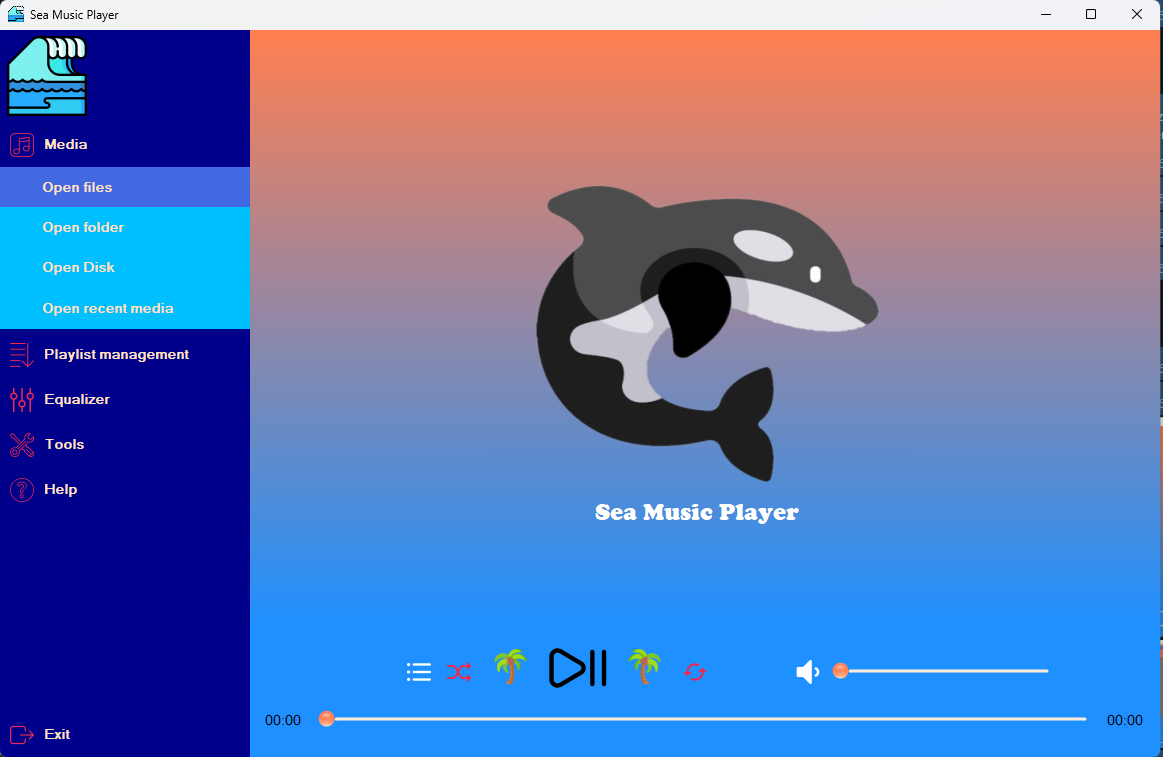 Sea Music Player
Media
Open files
Open folder
Open Disk
Open recent media
Playlist management
Equalizer
Tools
Help
Exit
Sea Music Player
00:00
00:00